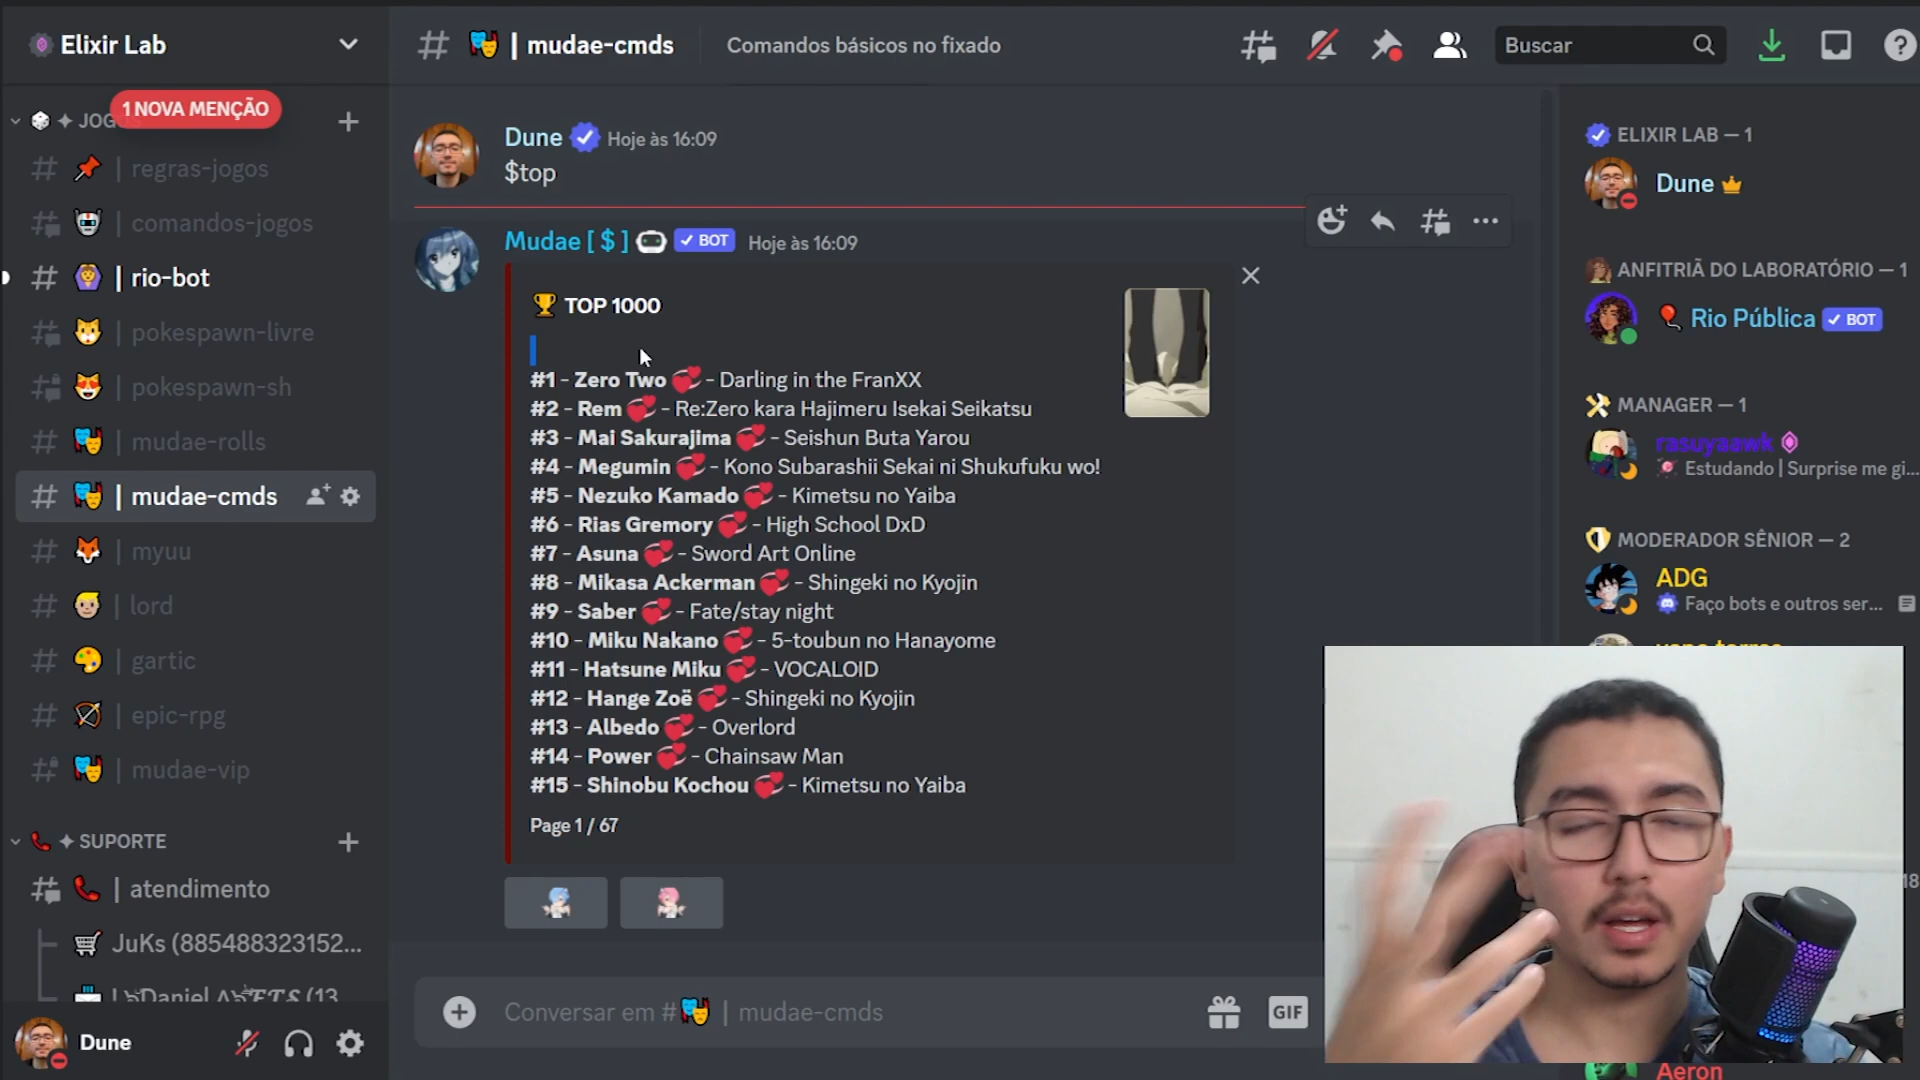 Elixir Lab
1 NOVA MENÇÃO
regras-jogos
comandos-jogos
rio-bot
pokespawn-livre
pokespawn-sh
mudae-rolls
mudae-cmds
myuu
lord
gartic
epic-rpg
mudae-vip
SUPORTE
atendimento
JuKs (885488323152...
Dune
mudae-cmds
Comandos básicos no fixado
Buscar
Dune Hoje às 16:09
$top
Mudae [ $ ] BOT Hoje às 16:09
TOP 1000
#1 - Zero Two - Darling in the FranXX
#2 - Rem - Re:Zero kara Hajimeru Isekai Seikatsu
#3 - Mai Sakurajima - Seishun Buta Yarou
#4 - Megumin - Kono Subarashii Sekai ni Shukufuku wo!
#5 - Nezuko Kamado - Kimetsu no Yaiba
#6 - Rias Gremory - High School DxD
#7 - Asuna - Sword Art Online
#8 - Mikasa Ackerman - Shingeki no Kyojin
#9 - Saber - Fate/stay night
#10 - Miku Nakano - 5-toubun no Hanayome
#11 - Hatsune Miku - VOCALOID
#12 - Hange Zoë - Shingeki no Kyojin
#13 - Albedo - Overlord
#14 - Power - Chainsaw Man
#15 - Shinobu Kochou - Kimetsu no Yaiba
Page 1 / 67
Conversar em # | mudae-cmds
GIF
ELIXIR LAB — 1
Dune
ANFITRIÃ DO LABORATÓRIO — 1
Rio Pública BOT
MANAGER — 1
rasuyaawk
Estudando | Surprise me gi...
MODERADOR SÊNIOR — 2
ADG
Faço bots e outros ser...
Aeron